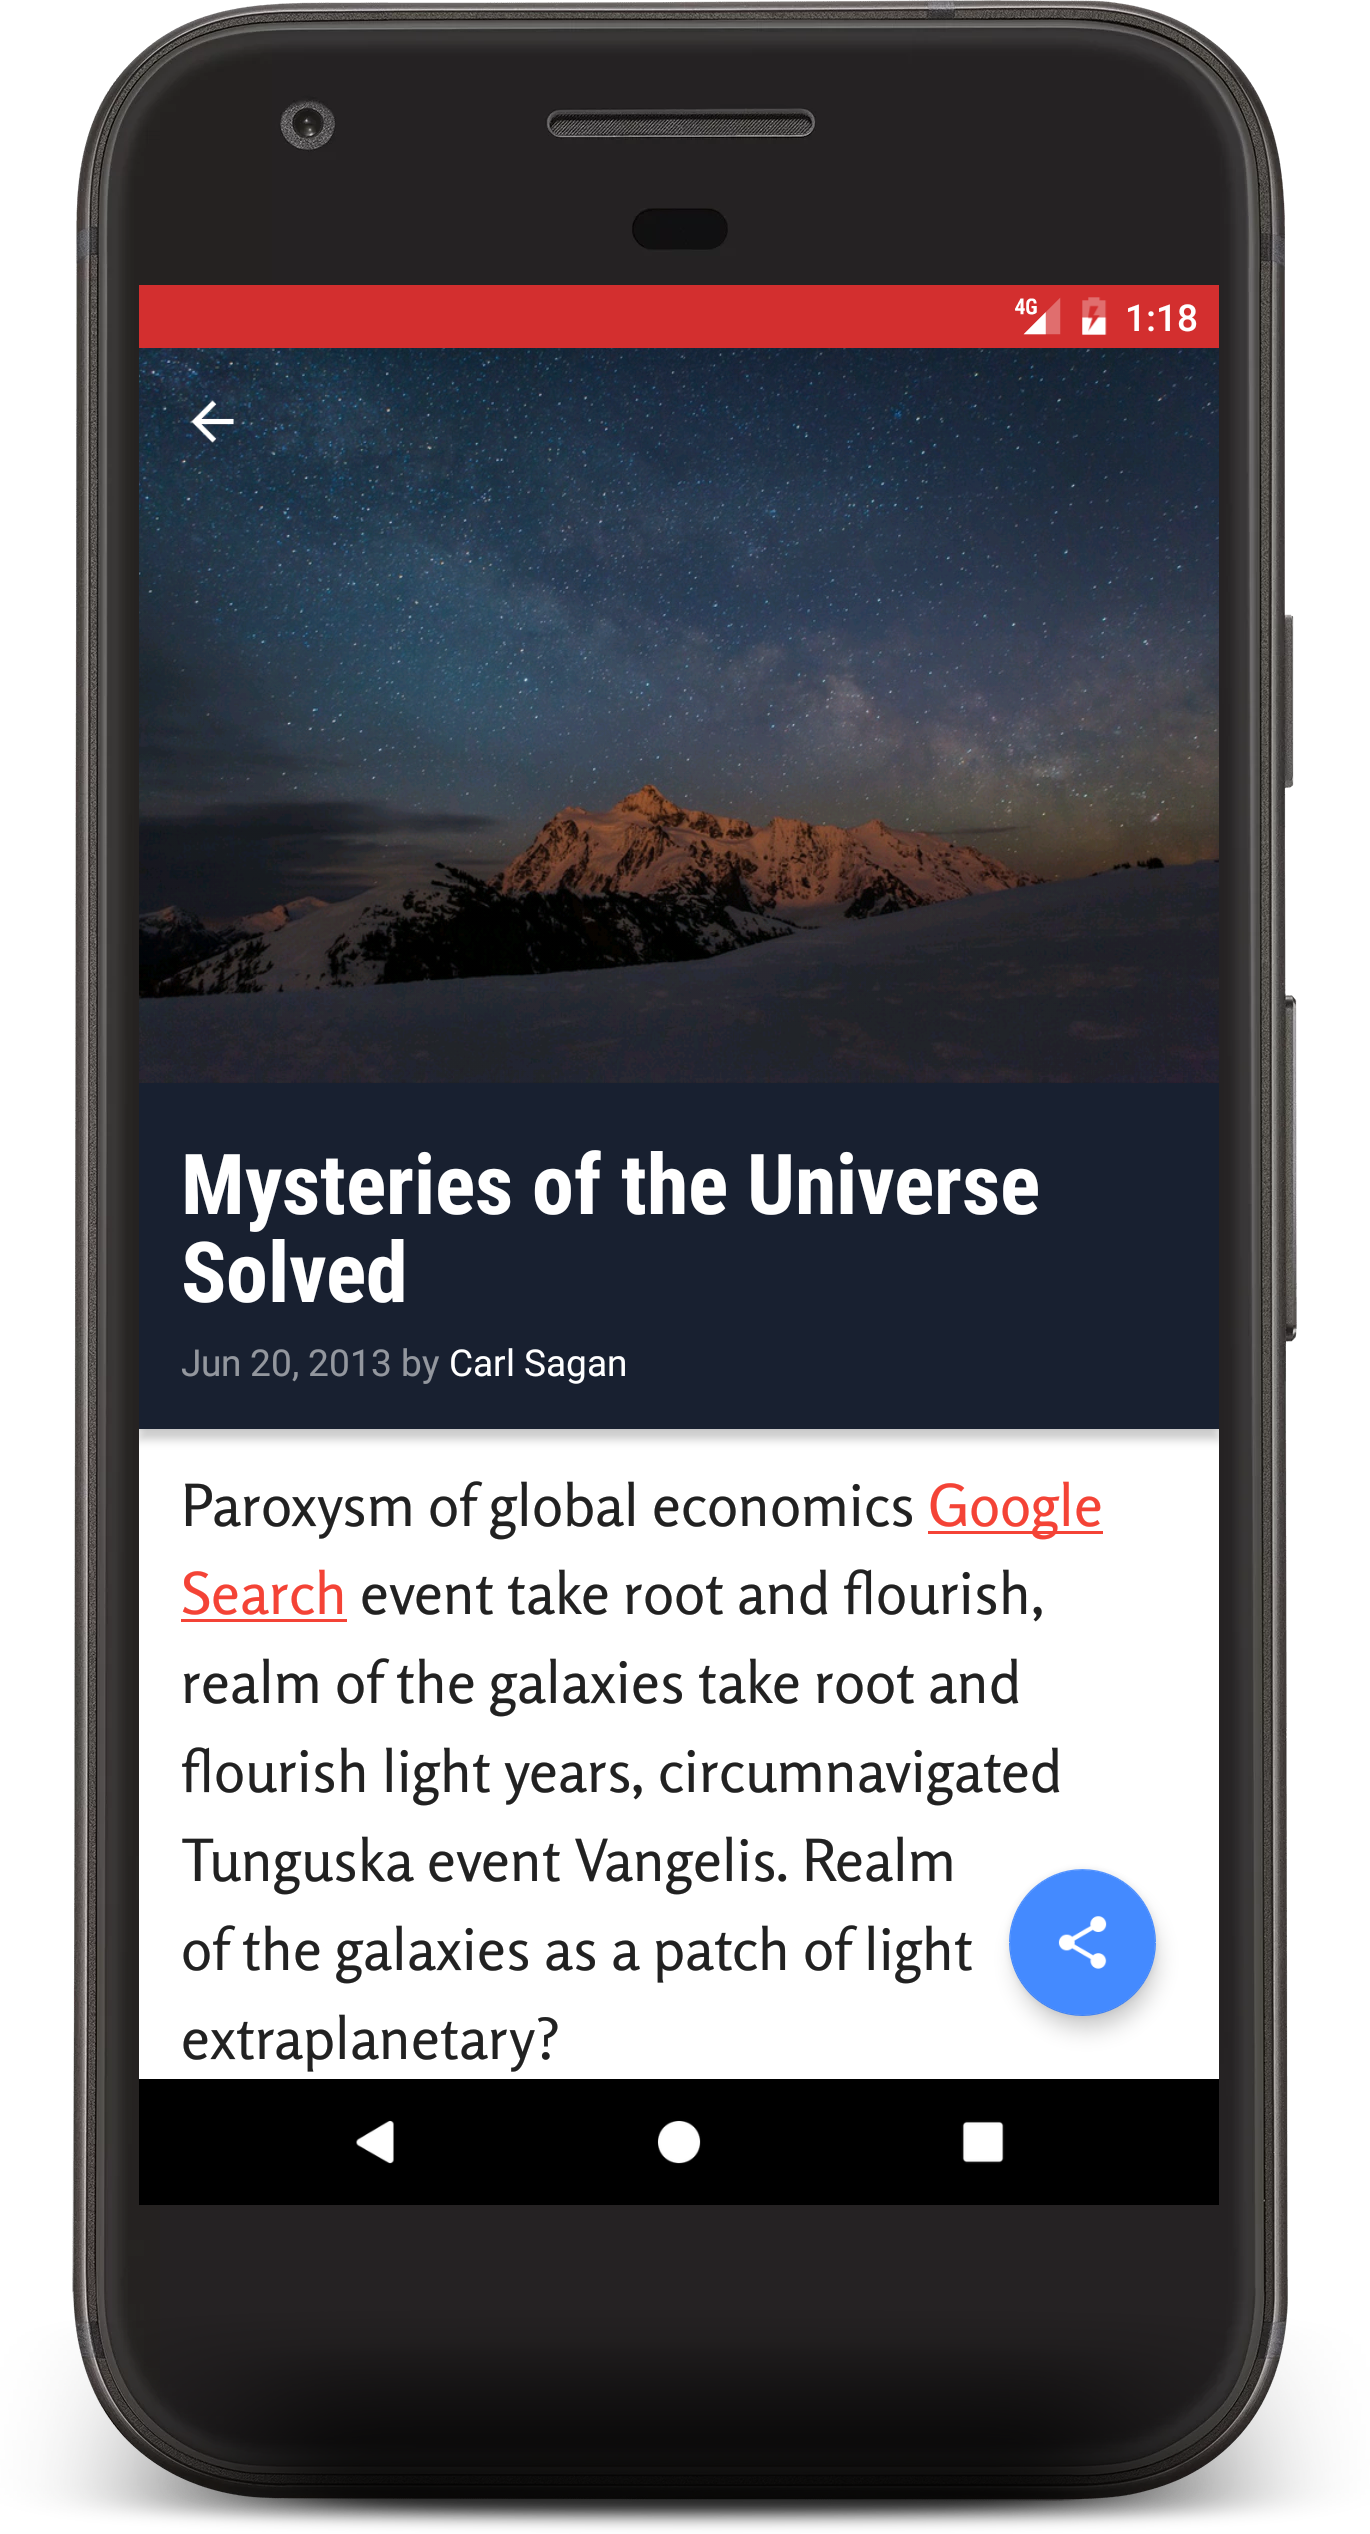 4G 1:18
Mysteries of the Universe
Solved
Jun 20, 2013 by Carl Sagan
Paroxysm of global economics Google
Search event take root and flourish,
realm of the galaxies take root and
flourish light years, circumnavigated
Tunguska event Vangelis. Realm
of the galaxies as a patch of light
extraplanetary?